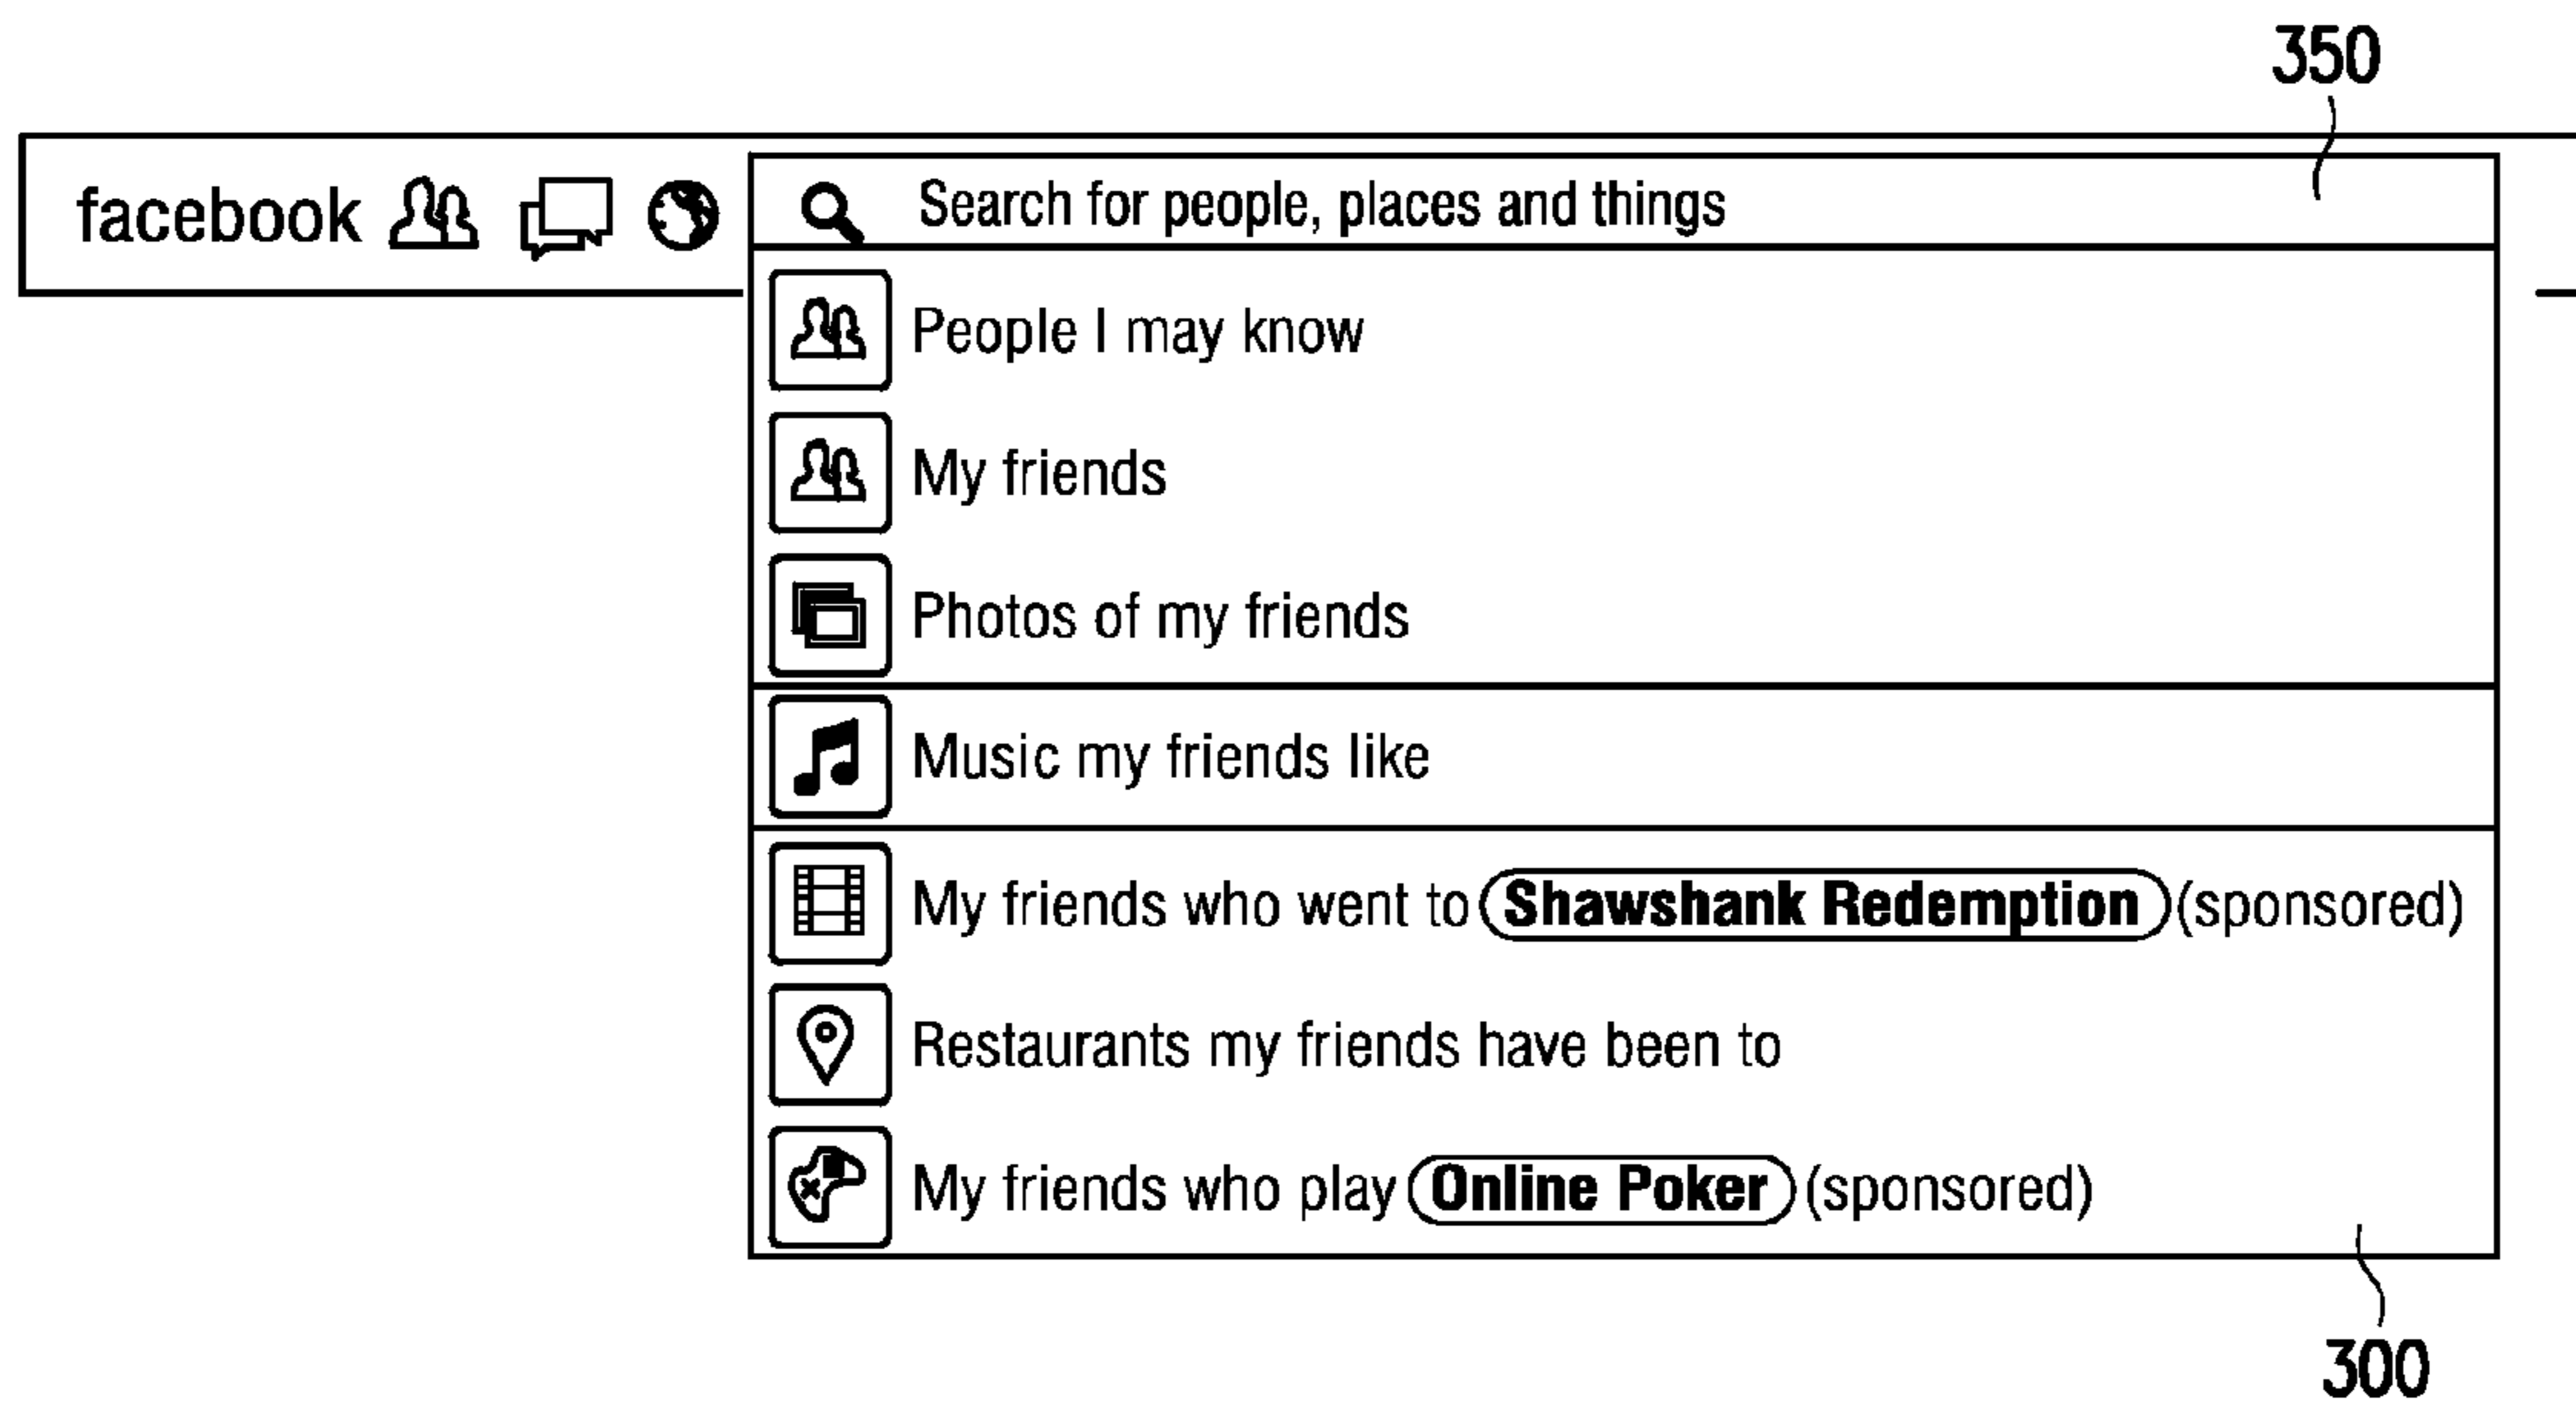 350
facebook
Search for people, places and things
People I may know
My friends
Photos of my friends
Music my friends like
My friends who went to Shawshank Redemption (sponsored)
Restaurants my friends have been to
My friends who play Online Poker (sponsored)
300